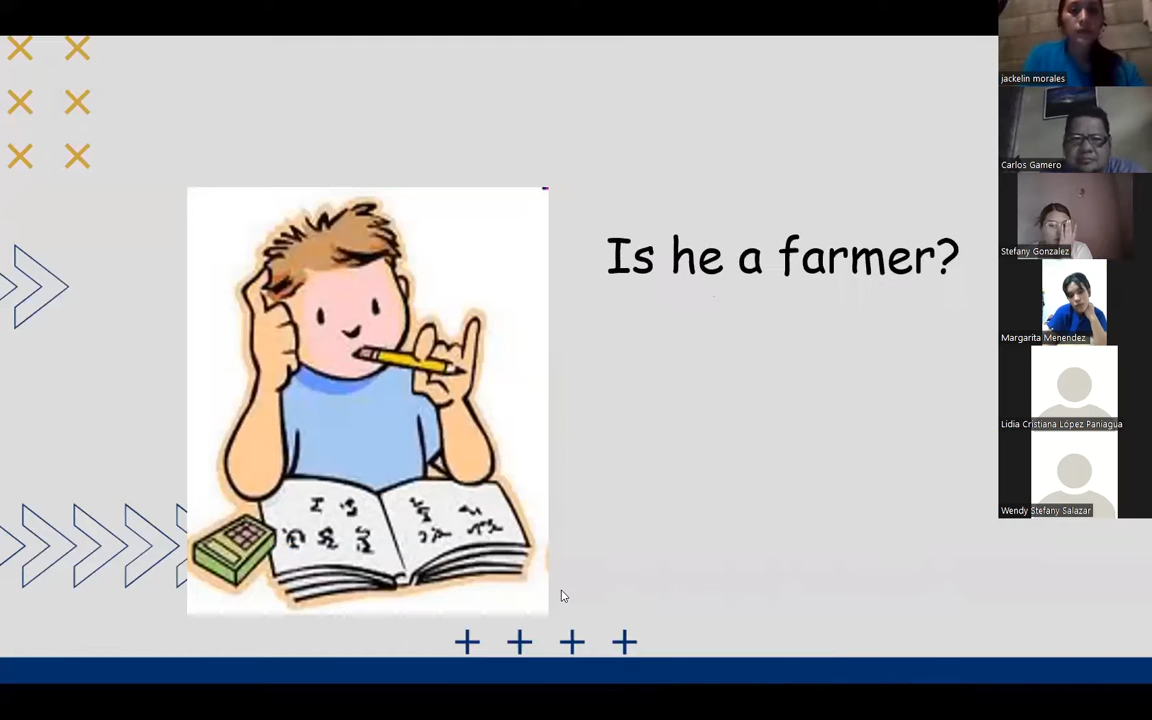 Is he a farmer?
jackelin morales
Carlos Gamero
Stefany Gonzalez
Margarita Menendez
Lidia Cristiana López Paniagua
Wendy Stefany Salazar